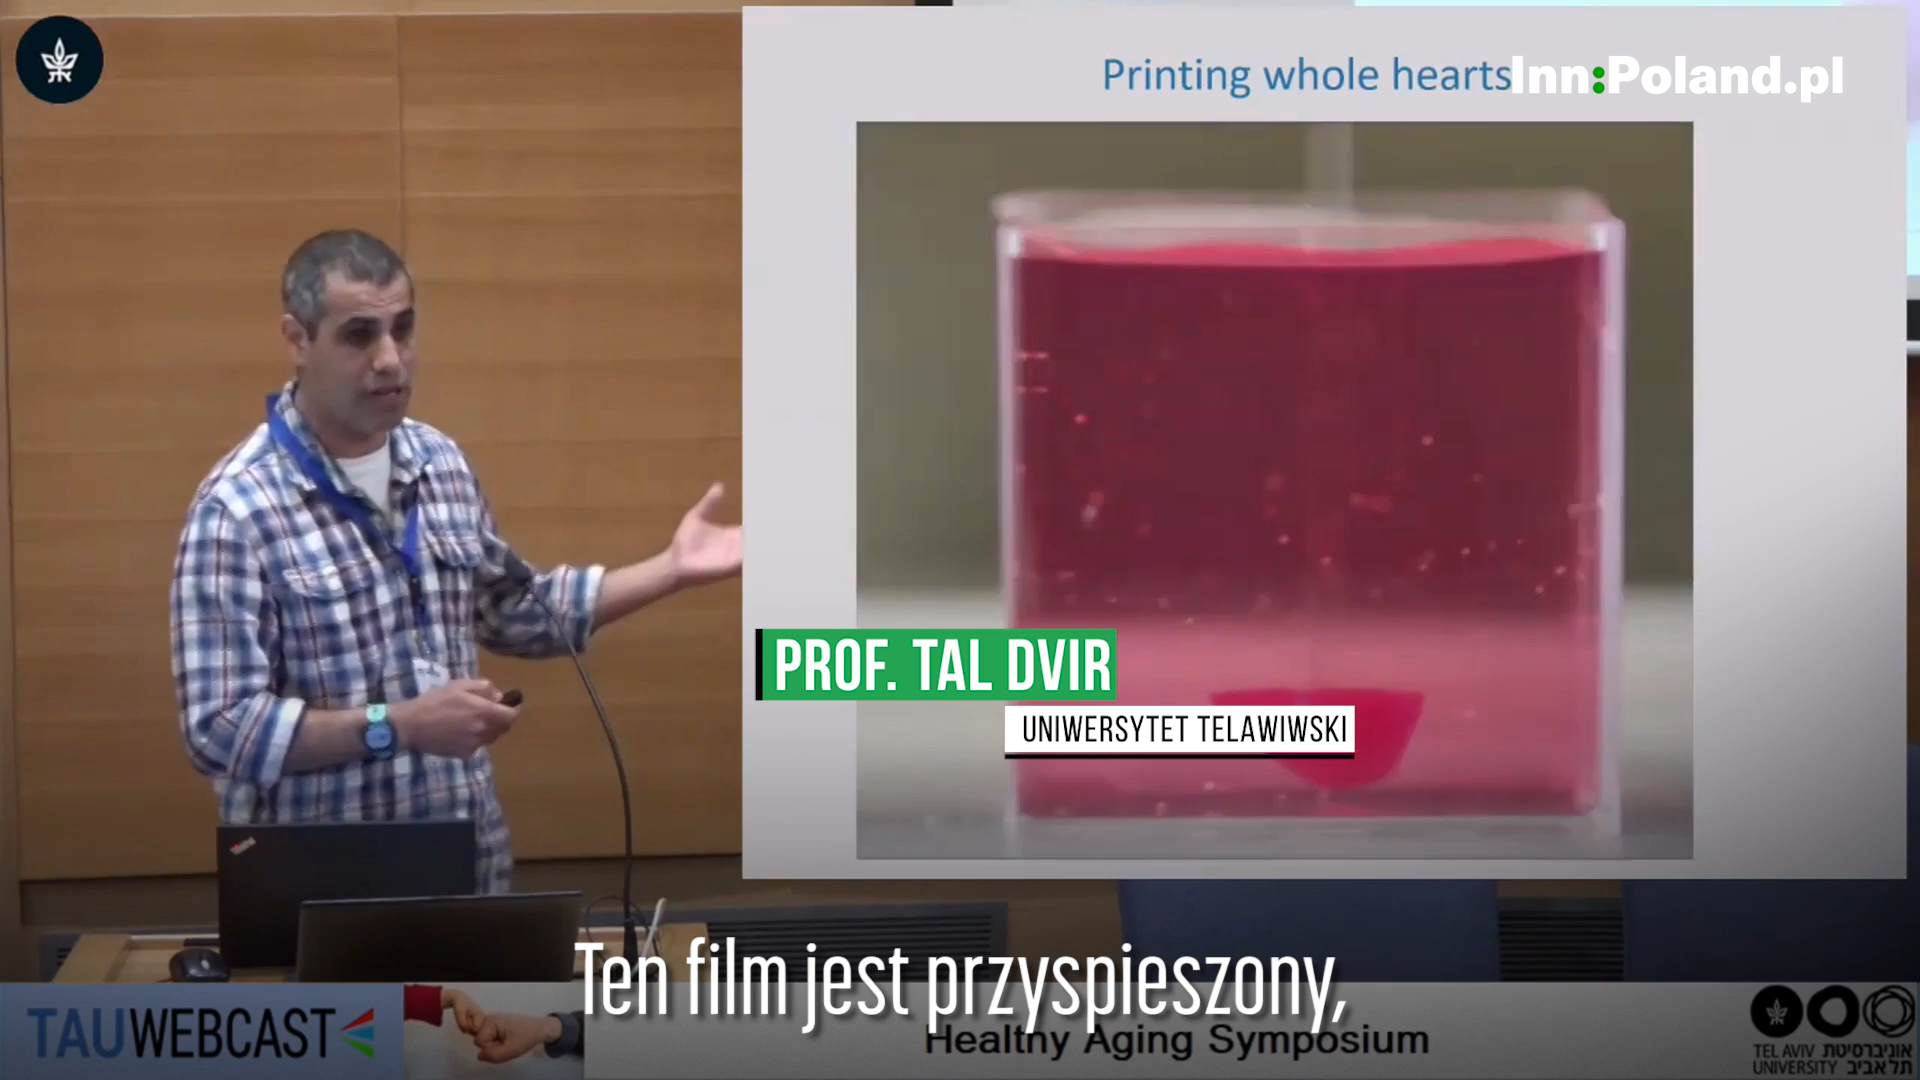 Printing whole hearts
Inn:Poland.pl
PROF. TAL DVIR
UNIWERSYTET TELAWIWSKI
Ten film jest przyspieszony,
TAUWEBCAST
Healthy Aging Symposium
TEL AVIV אוניברסיטת
UNIVERSITY תל אביב